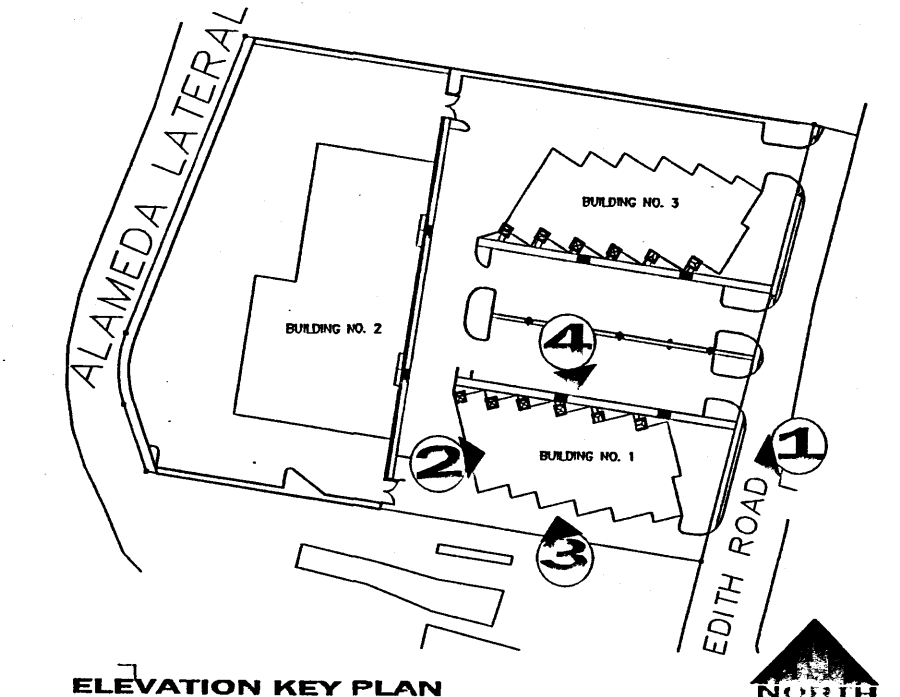 ALAMEDA LATERAL
BUILDING NO. 3
BUILDING NO. 2
4
1
2
BUILDING NO. 1
3
EDITH ROAD
ELEVATION KEY PLAN
NORTH